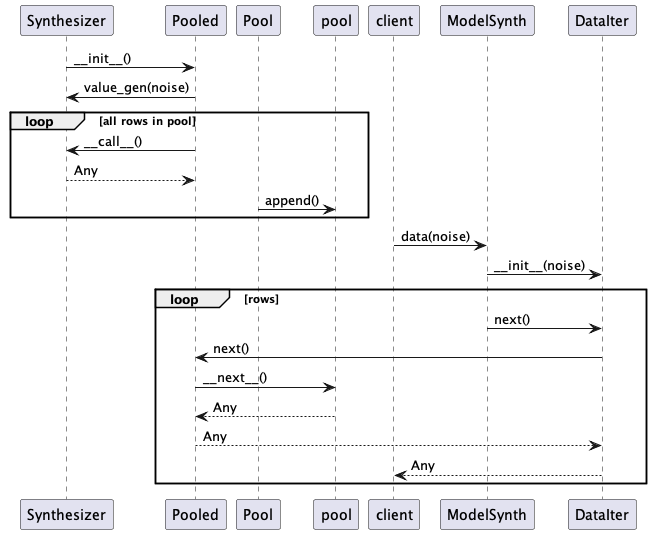 Synthesizer Pooled Pool pool client ModelSynth DataIter
__init__()
value_gen(noise)
loop [all rows in pool]
__call__()
Any
append()
data(noise)
__init__(noise)
loop [rows]
next()
next()
__next__()
Any
Any
Any
Synthesizer Pooled Pool pool client ModelSynth DataIter